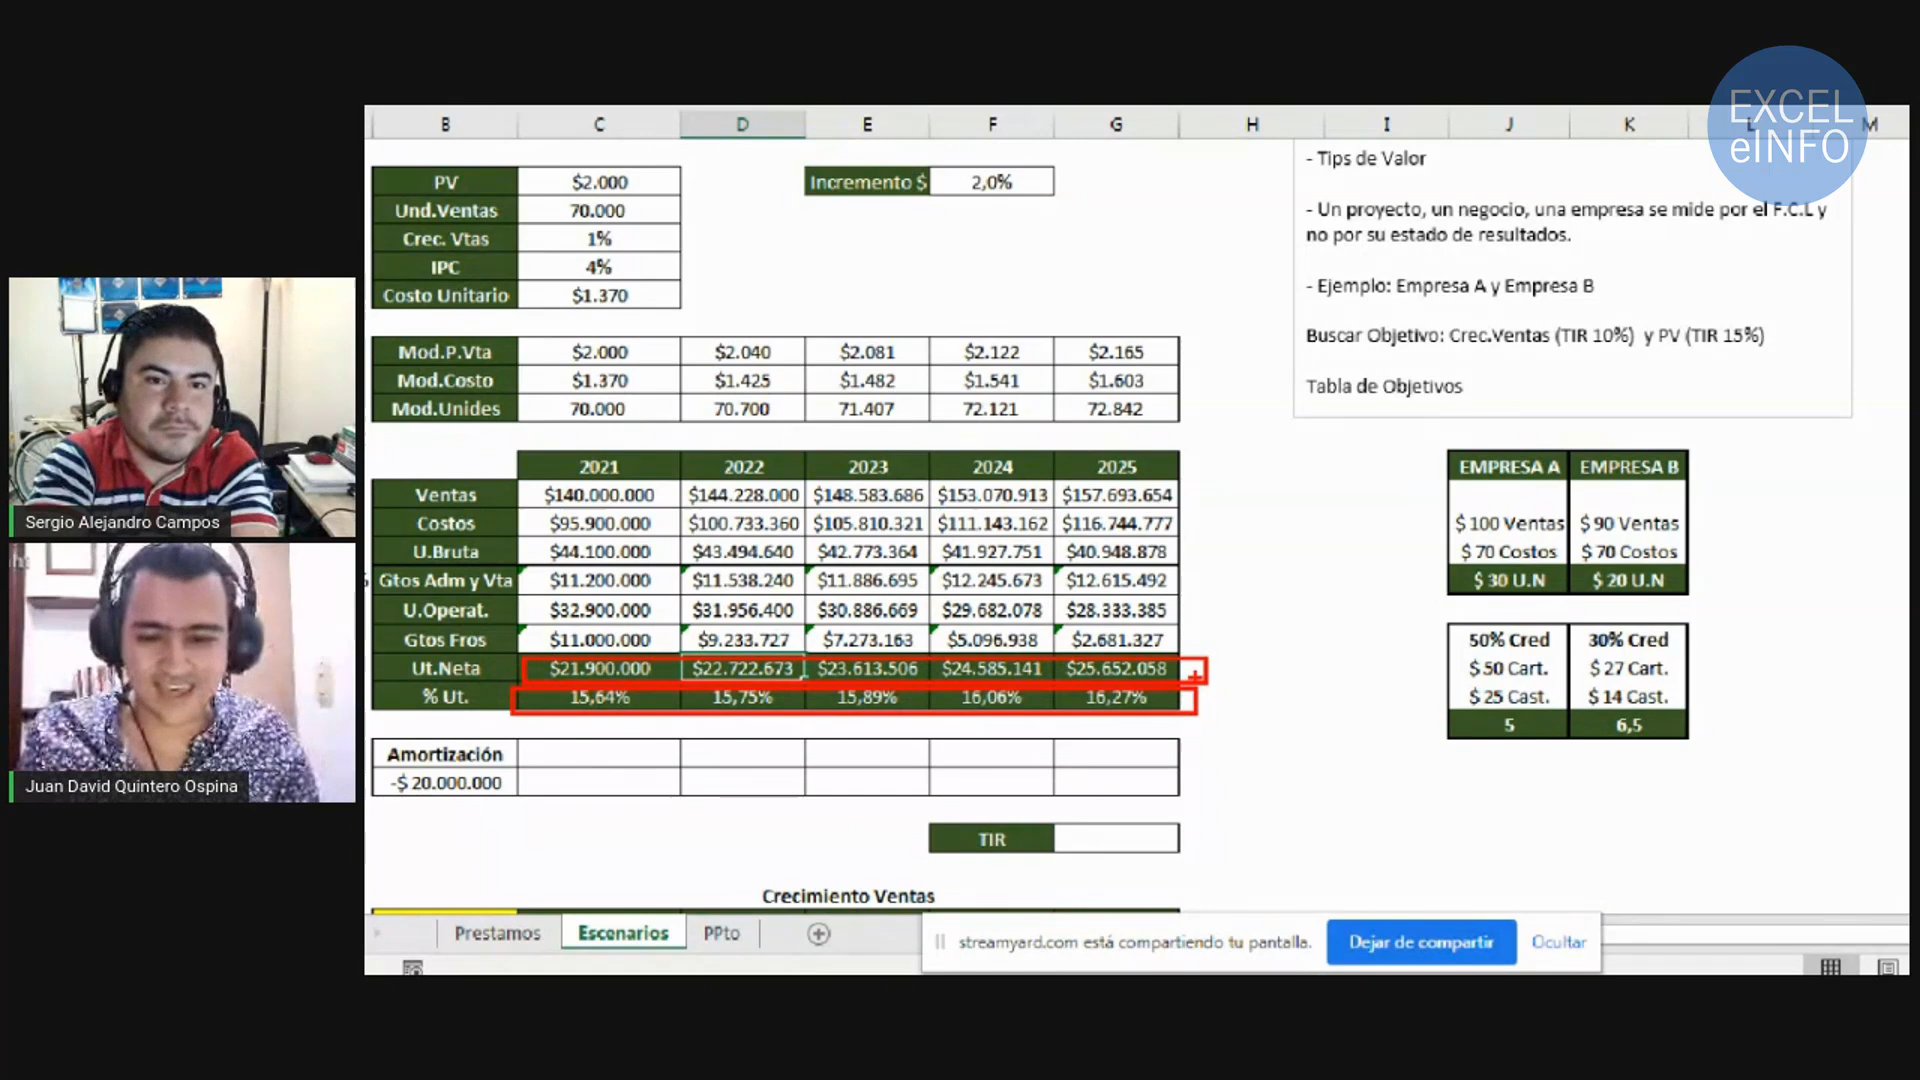 EXCEL
eINFO
B C D E F G H I J K L M
PV $2.000
Incremento $ 2,0%
Und.Ventas 70.000
Crec. Vtas 1%
IPC 4%
Costo Unitario $1.370
- Tips de Valor
- Un proyecto, un negocio, una empresa se mide por el F.C.L y
no por su estado de resultados.
- Ejemplo: Empresa A y Empresa B
Buscar Objetivo: Crec.Ventas (TIR 10%) y PV (TIR 15%)
Tabla de Objetivos
Mod.P.Vta $2.000 $2.040 $2.081 $2.122 $2.165
Mod.Costo $1.370 $1.425 $1.482 $1.541 $1.603
Mod.Unides 70.000 70.700 71.407 72.121 72.842
2021 2022 2023 2024 2025
Ventas $140.000.000 $144.228.000 $148.583.686 $153.070.913 $157.693.654
Costos $95.900.000 $100.733.360 $105.810.321 $111.143.162 $116.744.777
U.Bruta $44.100.000 $43.494.640 $42.773.364 $41.927.751 $40.948.878
Gtos Adm y Vta $11.200.000 $11.538.240 $11.886.695 $12.245.673 $12.615.492
U.Operat. $32.900.000 $31.956.400 $30.886.669 $29.682.078 $28.333.385
Gtos Fros $11.000.000 $9.233.727 $7.273.163 $5.096.938 $2.681.327
Ut.Neta $21.900.000 $22.722.673 $23.613.506 $24.585.141 $25.652.058
% Ut. 15,64% 15,75% 15,89% 16,06% 16,27%
EMPRESA A EMPRESA B
$ 100 Ventas $ 90 Ventas
$ 70 Costos $ 70 Costos
$ 30 U.N $ 20 U.N
50% Cred 30% Cred
$ 50 Cart. $ 27 Cart.
$ 25 Cast. $ 14 Cast.
5 6,5
Amortización
-$ 20.000.000
TIR
Crecimiento Ventas
Prestamos Escenarios PPto
streamyard.com está compartiendo tu pantalla. Dejar de compartir Ocultar
Sergio Alejandro Campos
Juan David Quintero Ospina